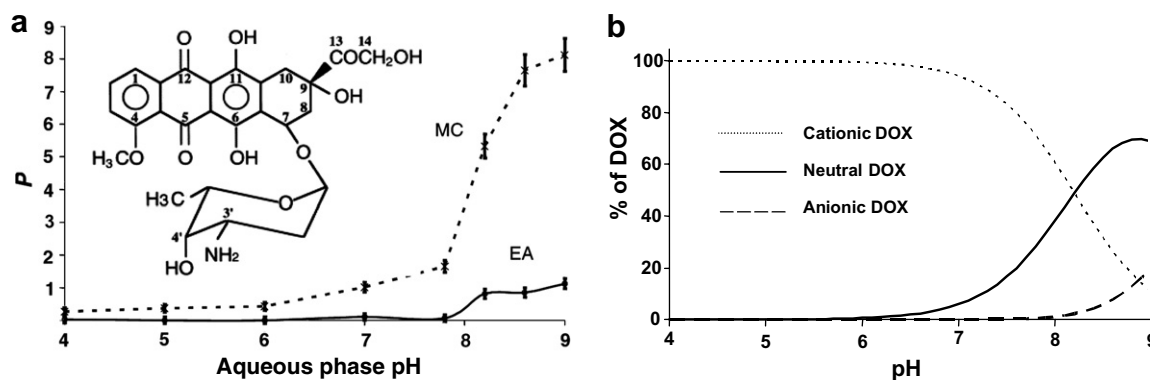 a
9
8
7
6
5
4
3
2
1
P
4 5 6 7 8 9
Aqueous phase pH
MC
EA
O OH 13 14
COCH2OH
1 12 11 10
9
OH
8
4 5 6 7
H3CO O OH
O
H3C
O
3'
4'
NH2
HO
b
100
80
60
40
20
0
% of DOX
Cationic DOX
Neutral DOX
Anionic DOX
4 5 6 7 8 9
pH